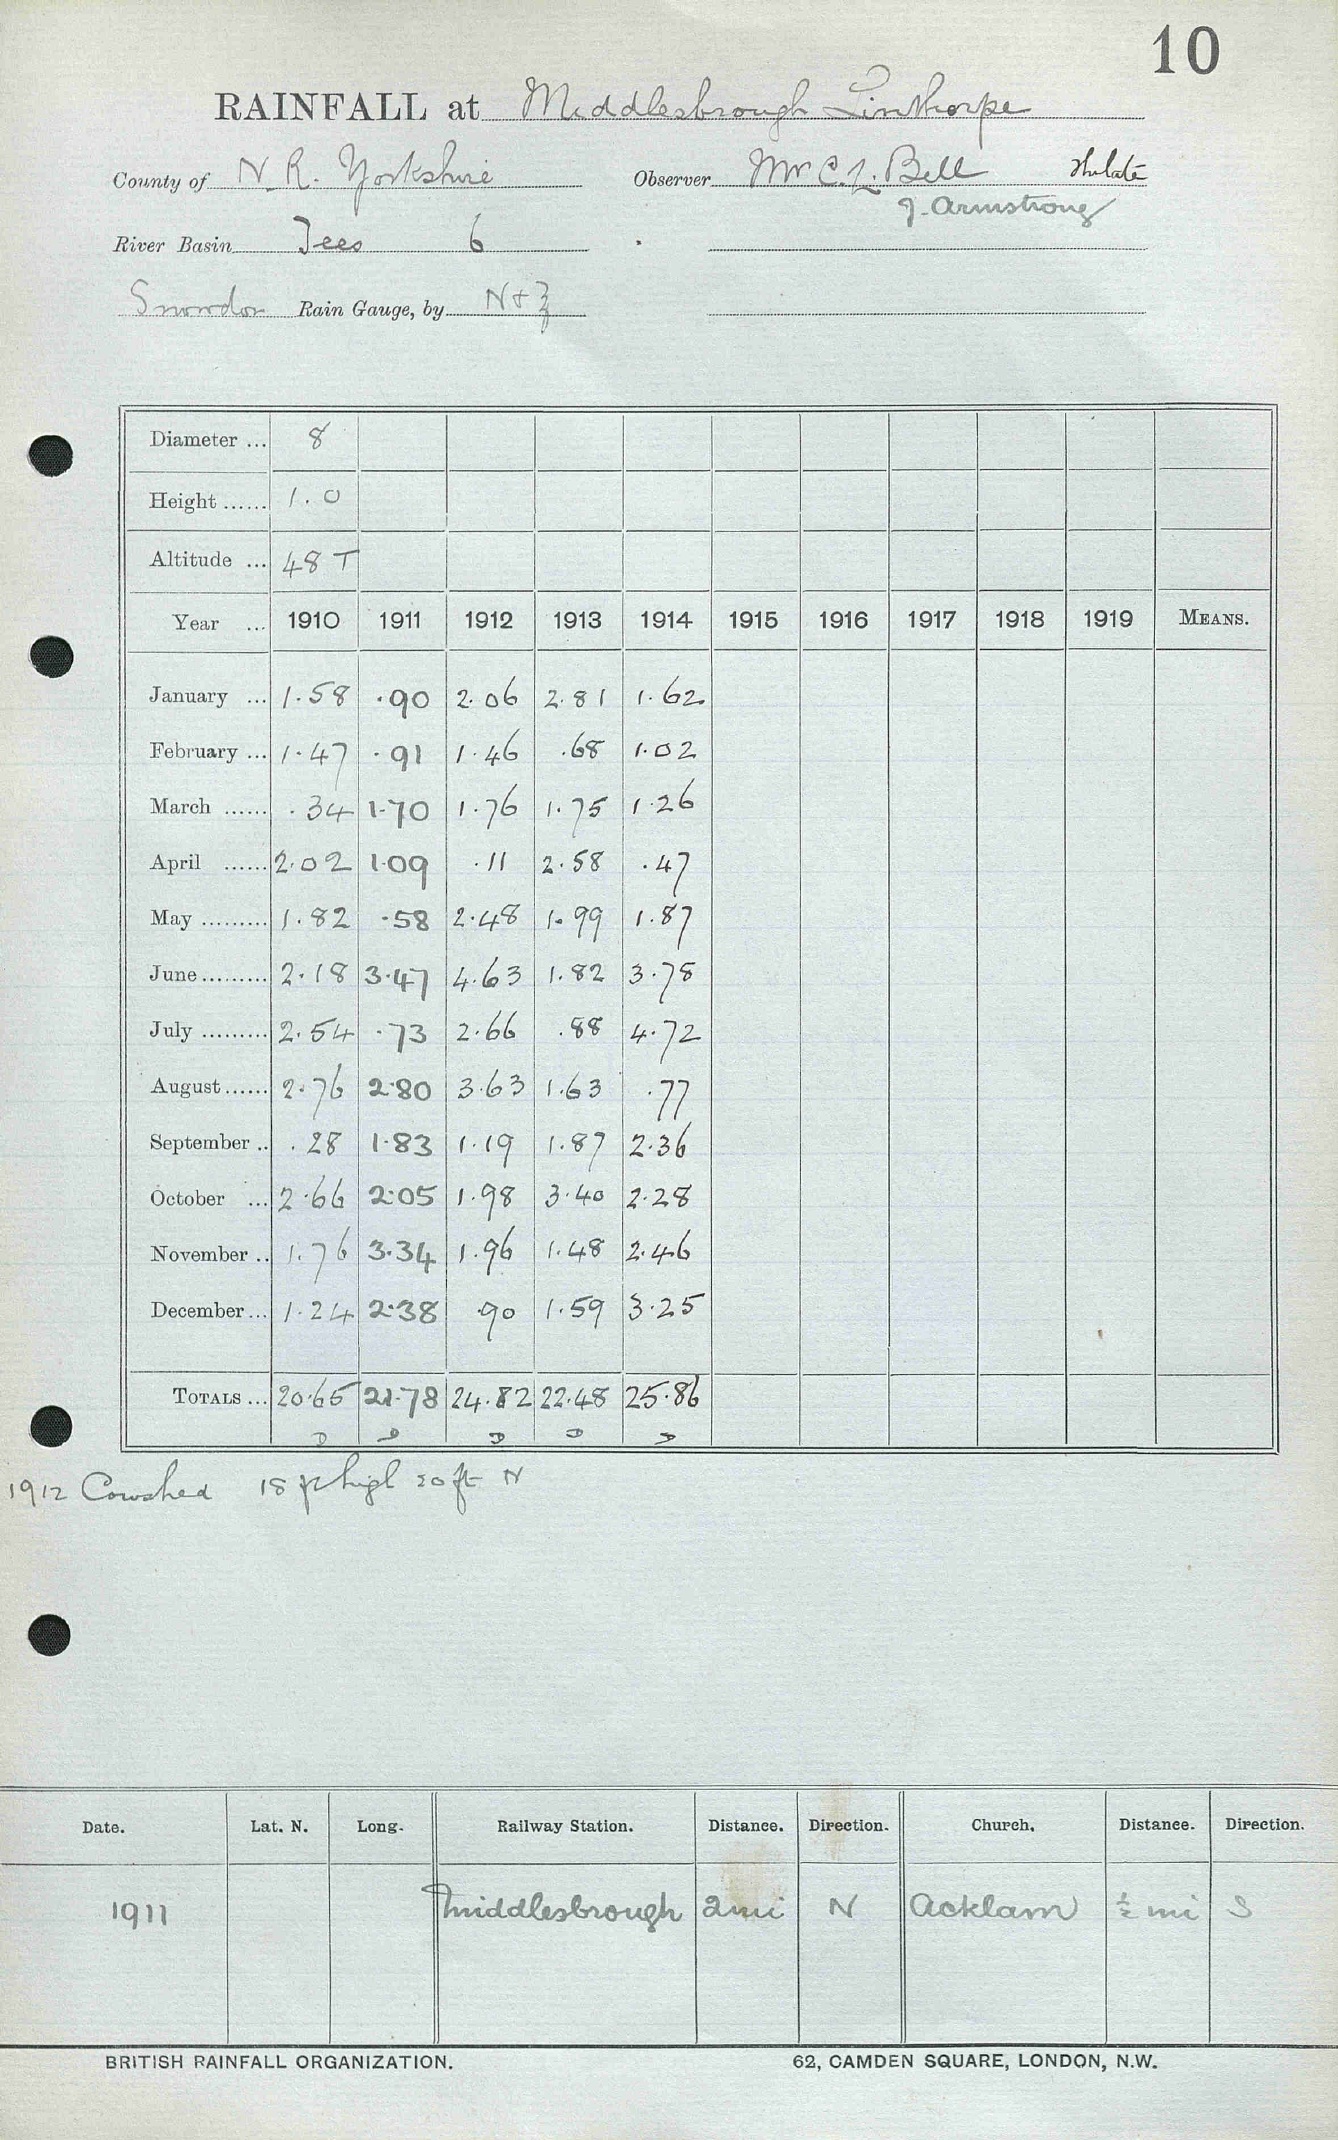 10
RAINFALL at Middlesbrough Linthorpe
County of N. R. Yorkshire Observer Mr C. L. Bell
J. Armstrong
River Basin Tees 6
Snowdon Rain Gauge, by N & Z
Diameter ... 8
Height ...... 1.0
Altitude ... 48 T
Year ... 1910 1911 1912 1913 1914 1915 1916 1917 1918 1919 MEANS.
January ... 1.58 .90 2.06 2.81 1.62
February ... 1.47 .91 1.46 .68 1.02
March ...... .34 1.70 1.76 1.75 1.26
April ...... 2.02 1.09 .11 2.58 .47
May ......... 1.82 .58 2.48 1.99 1.87
June ......... 2.18 3.47 4.63 1.82 3.78
July ......... 2.54 .73 2.66 .88 4.72
August ...... 2.76 2.80 3.63 1.63 .77
September .. .28 1.83 1.19 1.87 2.36
October ... 2.66 2.05 1.98 3.40 2.28
November .. 1.76 3.34 1.96 1.48 2.46
December ... 1.24 2.38 .90 1.59 3.25
TOTALS ... 20.65 21.78 24.82 22.48 25.86
D D D D D
1912 Cowshed 18 ft high 20 ft N
Date. Lat. N. Long. Railway Station. Distance. Direction. Church. Distance. Direction.
1911 Middlesbrough 2 mi N Acklam ½ mi S
BRITISH RAINFALL ORGANIZATION. 62, CAMDEN SQUARE, LONDON, N.W.